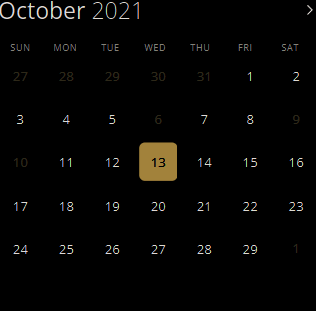 October 2021
SUN MON TUE WED THU FRI SAT
27 28 29 30 31 1 2
3 4 5 6 7 8 9
10 11 12 13 14 15 16
17 18 19 20 21 22 23
24 25 26 27 28 29 1